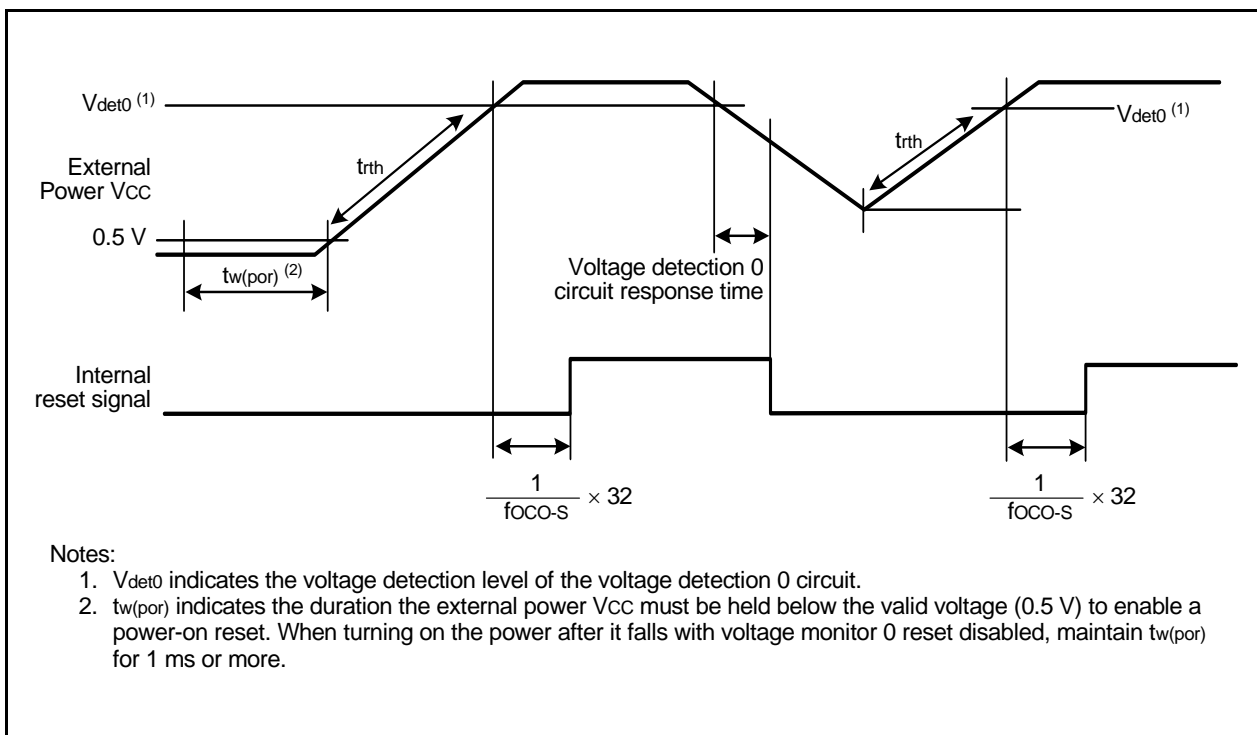 Vdet0 (1)
External
Power VCC
trth
trth
Vdet0 (1)
0.5 V
tw(por) (2)
Voltage detection 0
circuit response time
Internal
reset signal
1
fOCO-S
× 32
1
fOCO-S
× 32
Notes:
1. Vdet0 indicates the voltage detection level of the voltage detection 0 circuit.
2. tw(por) indicates the duration the external power VCC must be held below the valid voltage (0.5 V) to enable a
power-on reset. When turning on the power after it falls with voltage monitor 0 reset disabled, maintain tw(por)
for 1 ms or more.